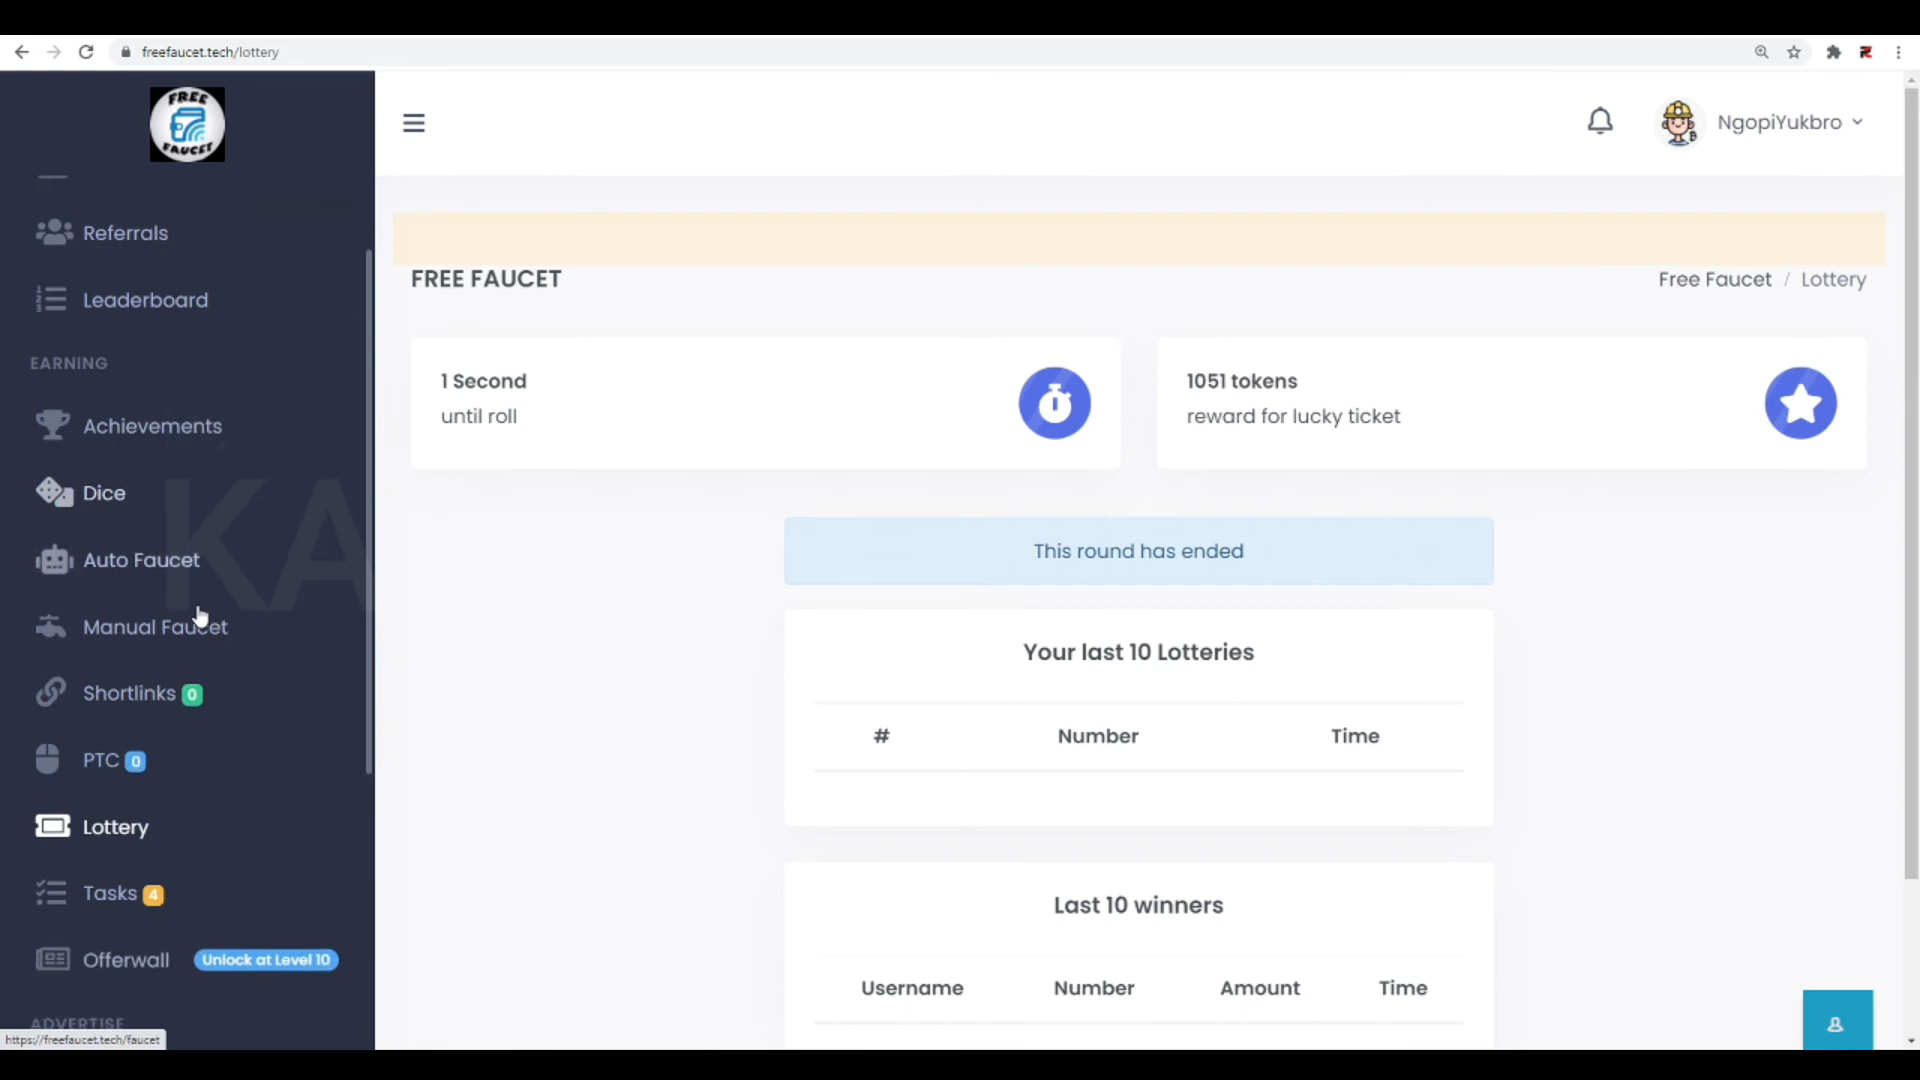 freefaucet.tech/lottery
FREE
FAUCET
NgopiYukbro
Referrals
Leaderboard
EARNING
Achievements
Dice
Auto Faucet
Manual Faucet
Shortlinks 0
PTC 0
Lottery
Tasks 4
Offerwall Unlock at Level 10
ADVERTISE
https://freefaucet.tech/faucet
KA
FREE FAUCET
Free Faucet / Lottery
1 Second
until roll
1051 tokens
reward for lucky ticket
This round has ended
Your last 10 Lotteries
# Number Time
Last 10 winners
Username Number Amount Time